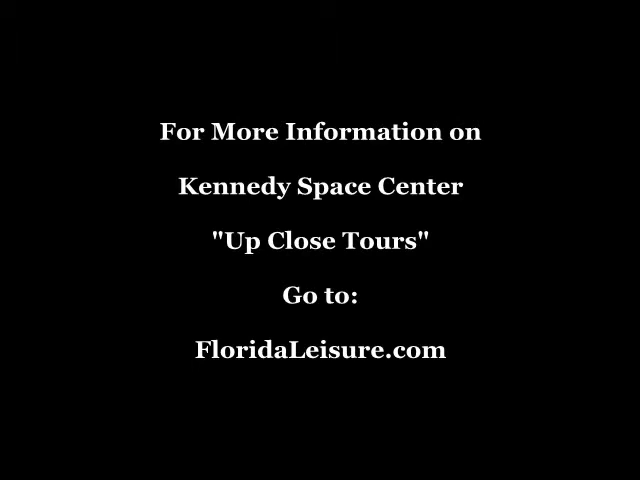 For More Information on
Kennedy Space Center
"Up Close Tours"
Go to:
FloridaLeisure.com